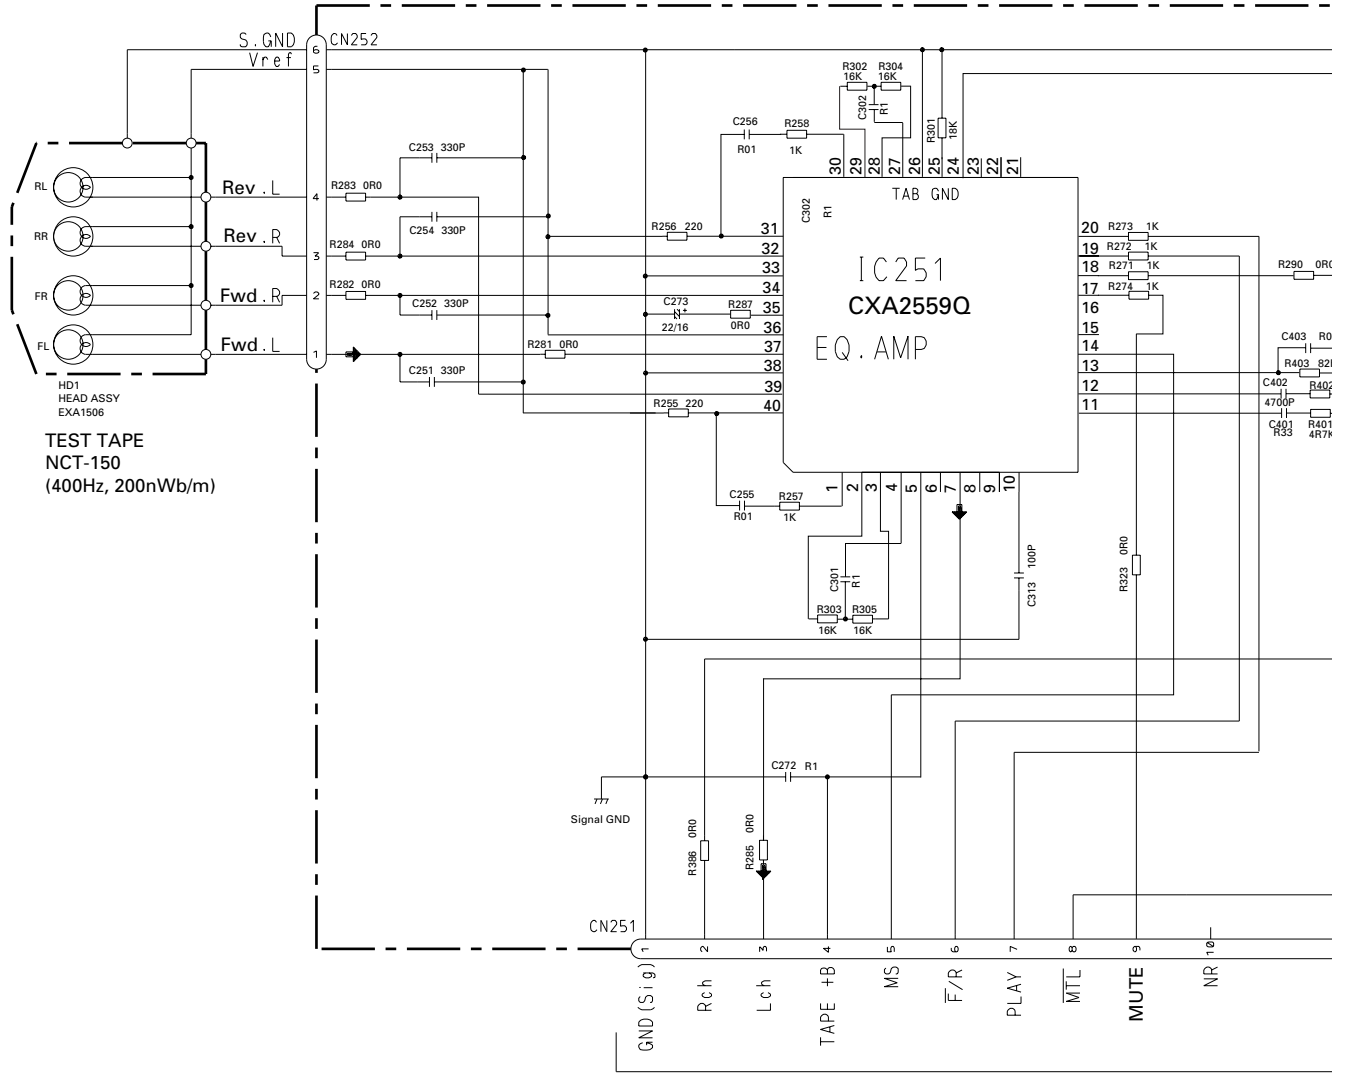 S.GND
6
CN252
Vref
5
R302
16K
R304
16K
C302
R1
R301
18K
C256
R01
R258
1K
C253 330P
30
29
28
27
26
25
24
23
22
21
RL
Rev.L
4
R283 0R0
TAB GND
C302
R1
C254 330P
R256 220
31
20
R273 1K
RR
Rev.R
3
R284 0R0
32
19
R272 1K
33
18
R271 1K
R290 0R0
IC251
CXA2559Q
EQ.AMP
R282 0R0
34
17
R274 1K
FR
Fwd.R
2
C252 330P
C273
+
22/16
R287
0R0
35
16
36
15
C403 R0
FL
Fwd.L
1
R281 0R0
37
14
38
13
R403 82
C251 330P
39
12
C402
4700P
R402
R255 220
40
11
C401
R33
R401
4R7K
HD1
HEAD ASSY
EXA1506
TEST TAPE
NCT-150
(400Hz, 200nWb/m)
1
2
3
4
5
6
7
8
9
10
C255
R01
R257
1K
C301
R1
R303
16K
R305
16K
C313 100P
R323 0R0
C272 R1
Signal GND
R386 0R0
R285 0R0
CN251
1
2
3
4
5
6
7
8
9
10
GND(Sig)
Rch
Lch
TAPE +B
MS
F̅/R
PLAY
M̅T̅L̅
MUTE
NR